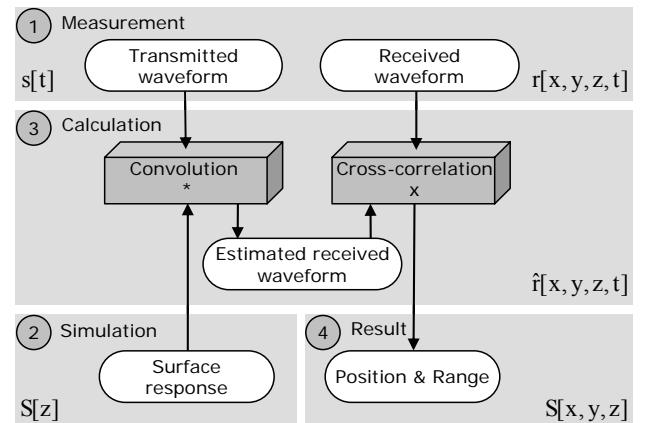 1 Measurement
Transmitted
waveform
Received
waveform
s[t]
r[x, y, z, t]
3 Calculation
Convolution
*
Cross-correlation
x
Estimated received
waveform
r̂[x, y, z, t]
2 Simulation
Surface
response
S[z]
4 Result
Position & Range
S[x, y, z]